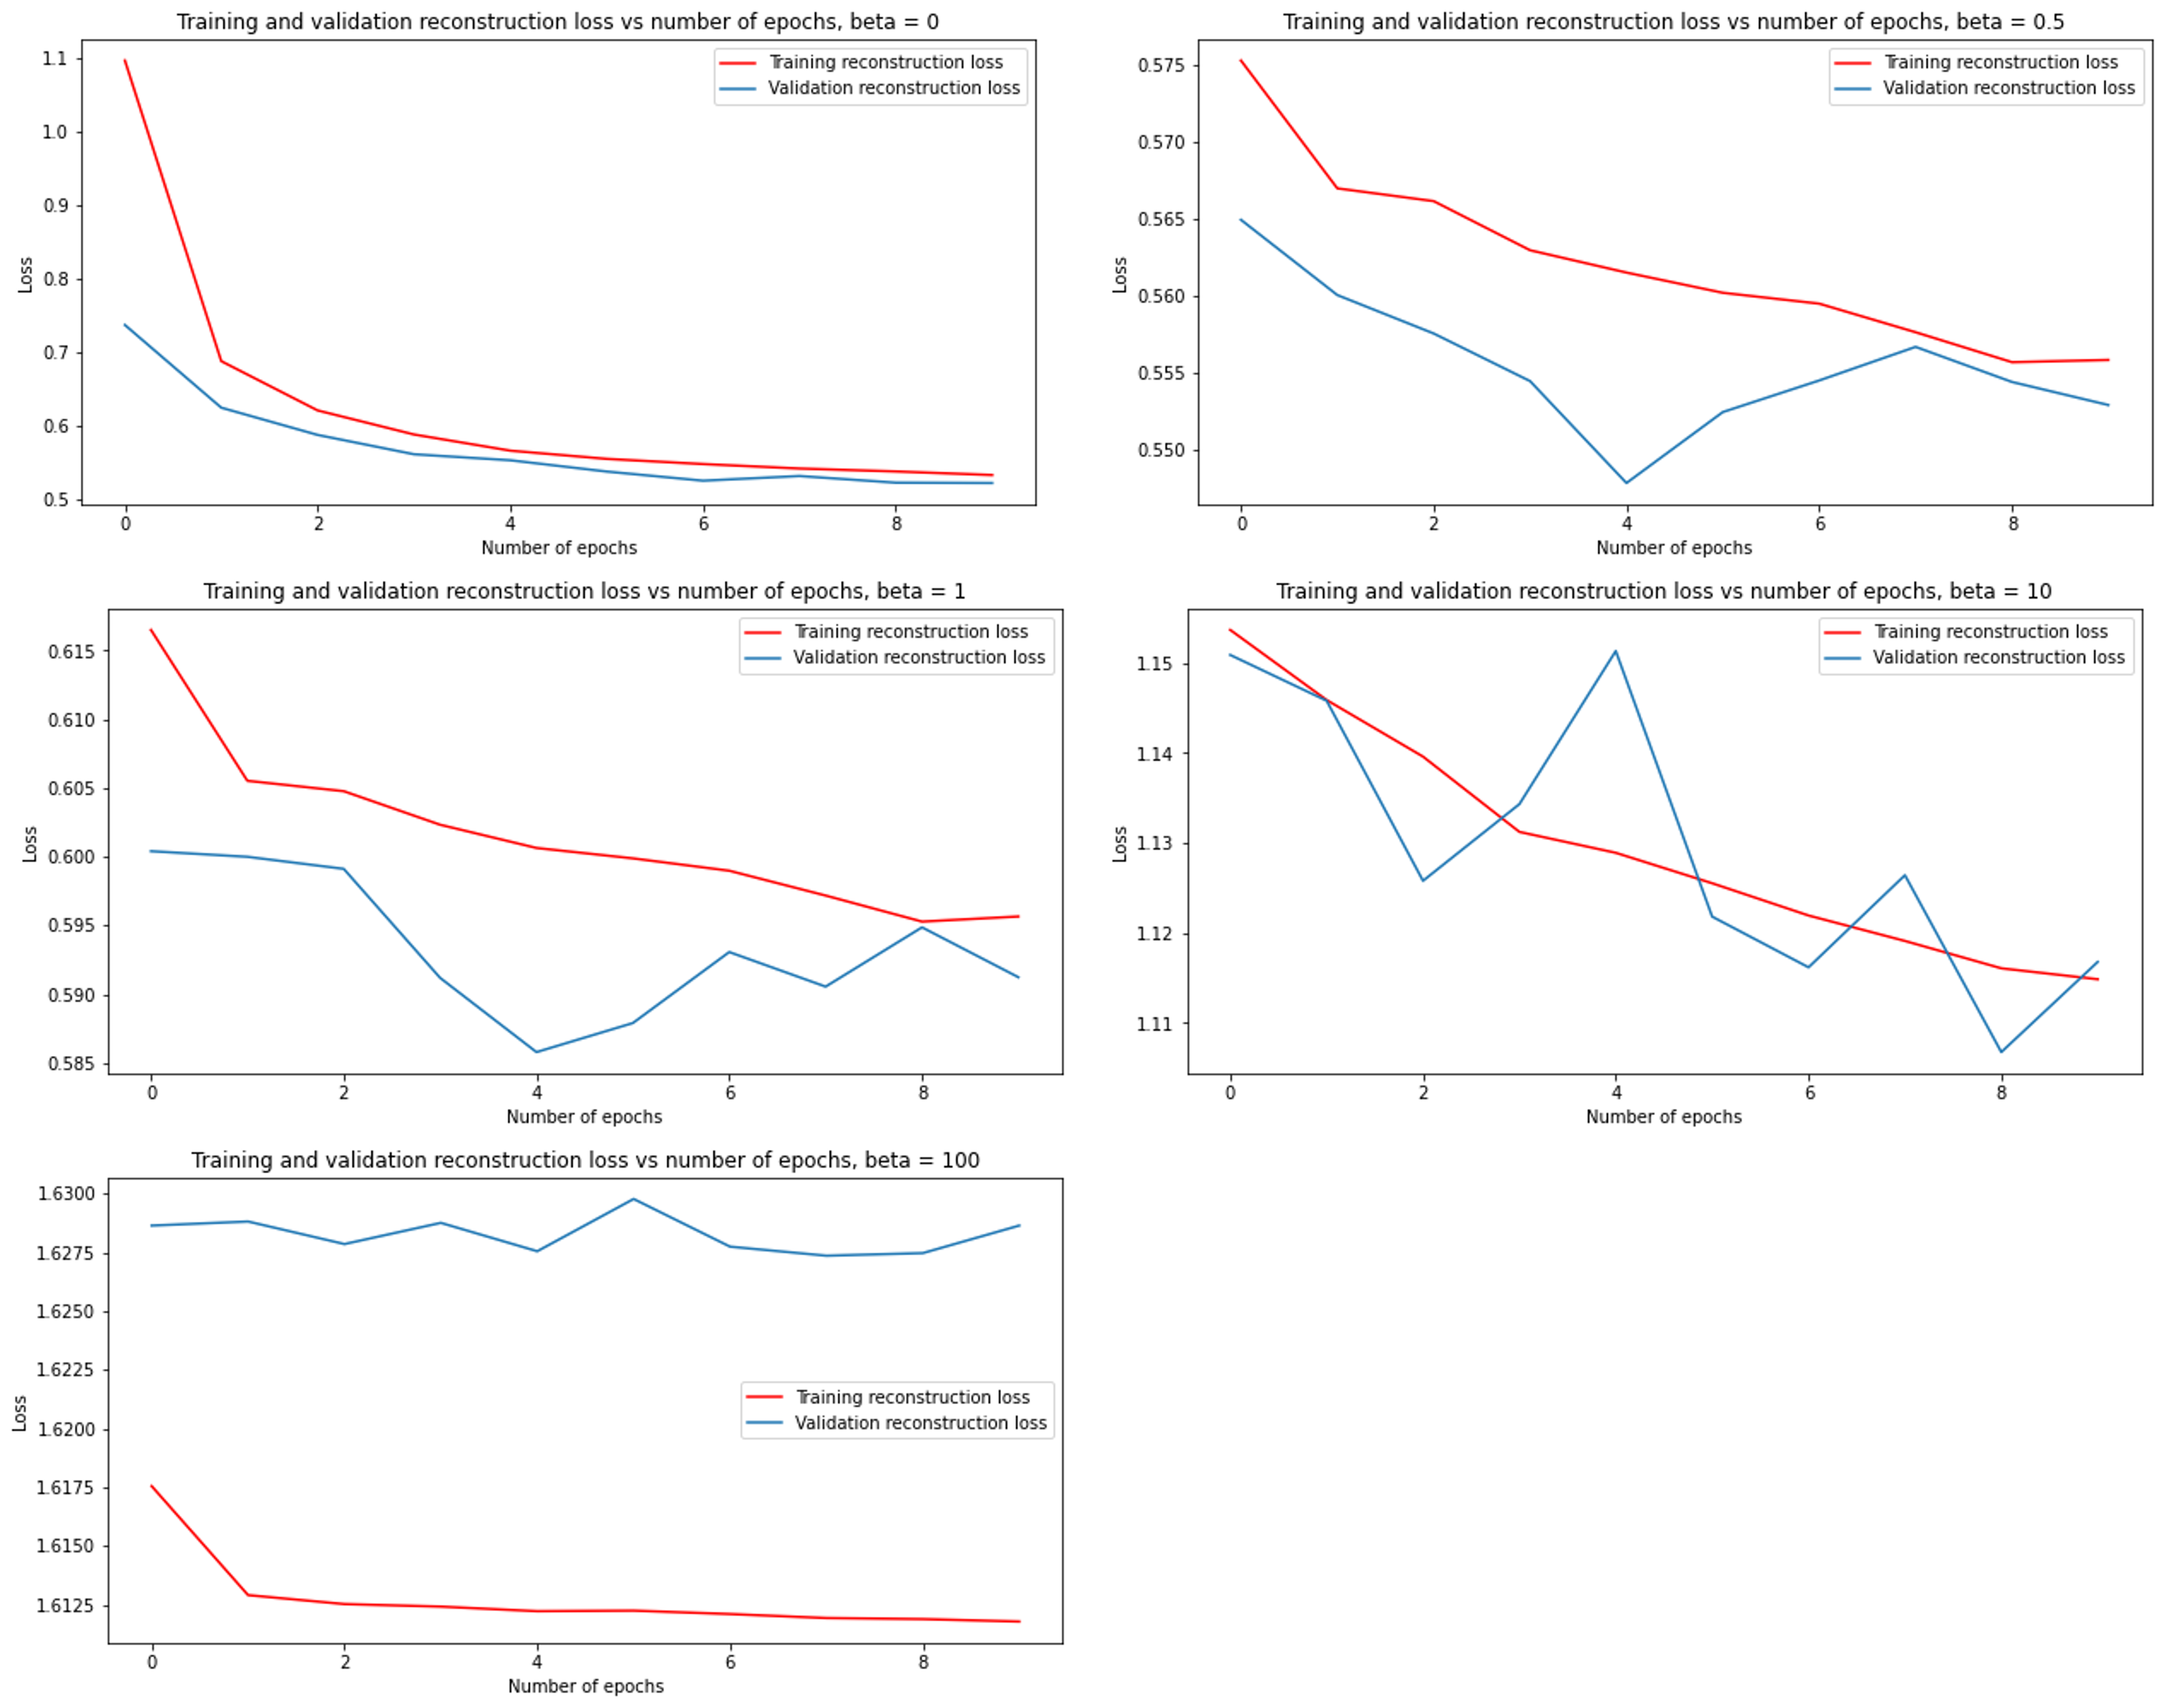 Training and validation reconstruction loss vs number of epochs, beta = 0
Training reconstruction loss
Validation reconstruction loss
1.1
1.0
0.9
0.8
0.7
0.6
0.5
Loss
0 2 4 6 8
Number of epochs
Training and validation reconstruction loss vs number of epochs, beta = 0.5
Training reconstruction loss
Validation reconstruction loss
0.575
0.570
0.565
0.560
0.555
0.550
Loss
0 2 4 6 8
Number of epochs
Training and validation reconstruction loss vs number of epochs, beta = 1
Training reconstruction loss
Validation reconstruction loss
0.615
0.610
0.605
0.600
0.595
0.590
0.585
Loss
0 2 4 6 8
Number of epochs
Training and validation reconstruction loss vs number of epochs, beta = 10
Training reconstruction loss
Validation reconstruction loss
1.15
1.14
1.13
1.12
1.11
Loss
0 2 4 6 8
Number of epochs
Training and validation reconstruction loss vs number of epochs, beta = 100
1.6300
1.6275
1.6250
1.6225
1.6200
1.6175
1.6150
1.6125
Loss
Training reconstruction loss
Validation reconstruction loss
0 2 4 6 8
Number of epochs